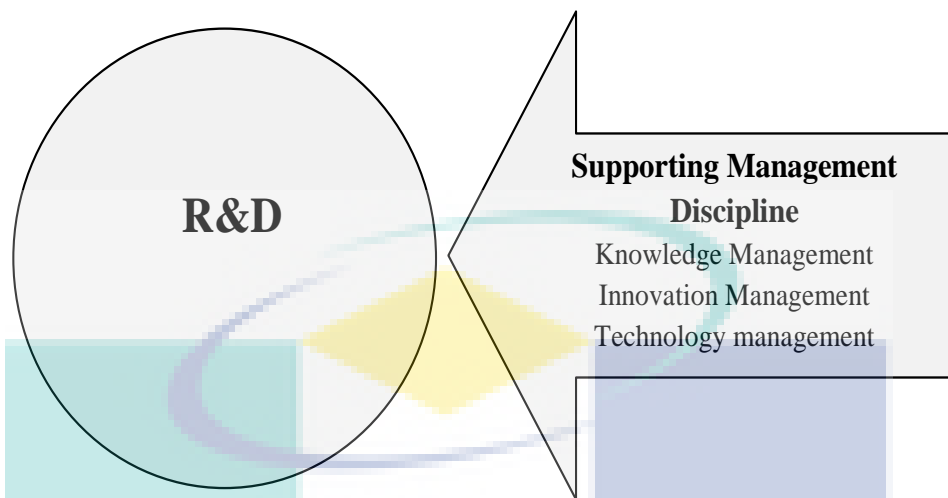 R&D
Supporting Management
Discipline
Knowledge Management
Innovation Management
Technology management